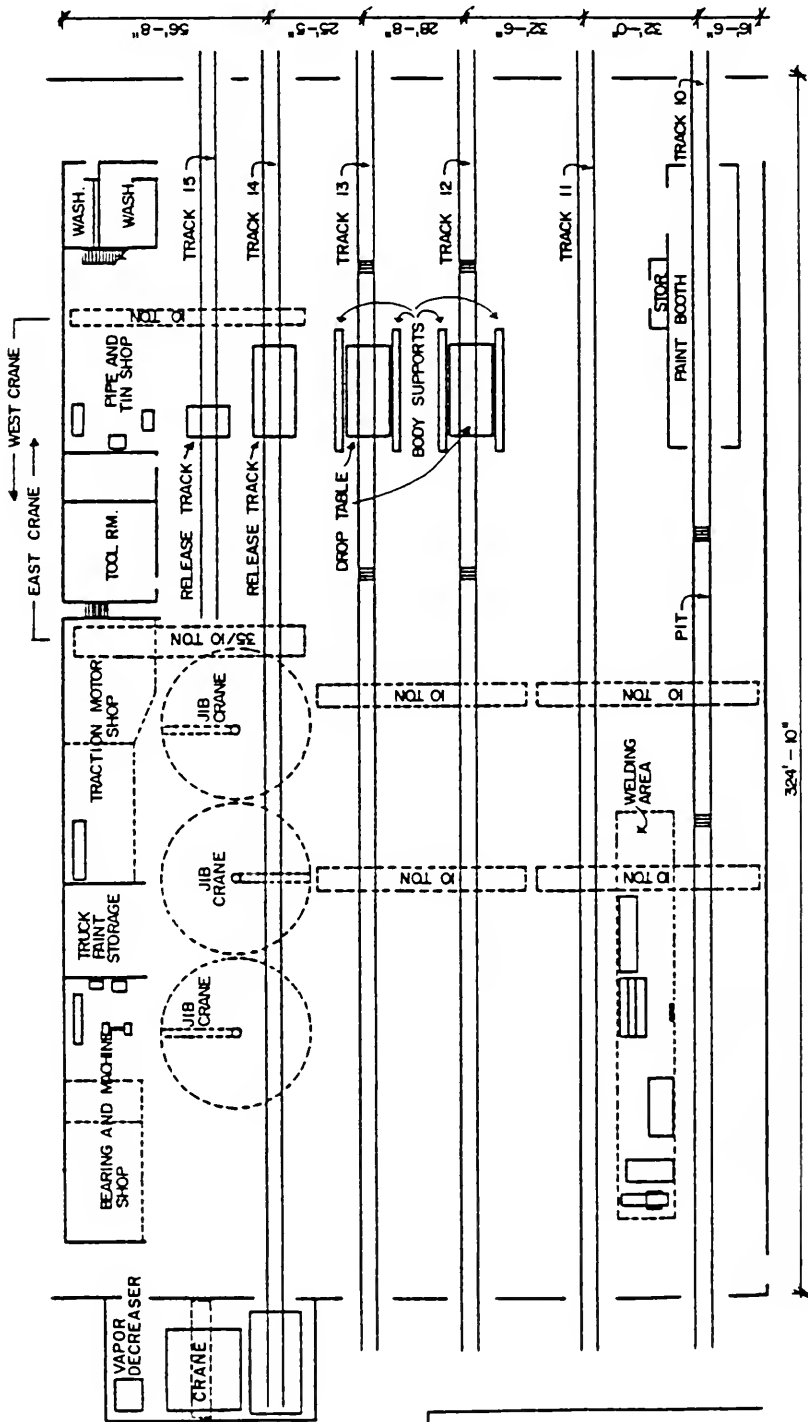 WASH.
WASH
TRACK 15
TRACK 14
TRACK 13
TRACK 12
TRACK 11
TRACK 10
56'-8"
25'-5"
28'-8"
32'-6"
32'-0"
16'-6"
WEST CRANE
EAST CRANE
10 TON
PIPE AND
TIN SHOP
TOOL RM.
RELEASE TRACK
RELEASE TRACK
DROP TABLE
BODY SUPPORTS
STOR
PAINT BOOTH
PIT
35/10 TON
TRACTION MOTOR
SHOP
JIB
CRANE
10 TON
10 TON
WELDING
AREA
JIB
CRANE
10 TON
10 TON
TRUCK
PAINT
STORAGE
JIB
CRANE
BEARING AND MACHINE
SHOP
VAPOR
DECREASER
CRANE
324'-10"